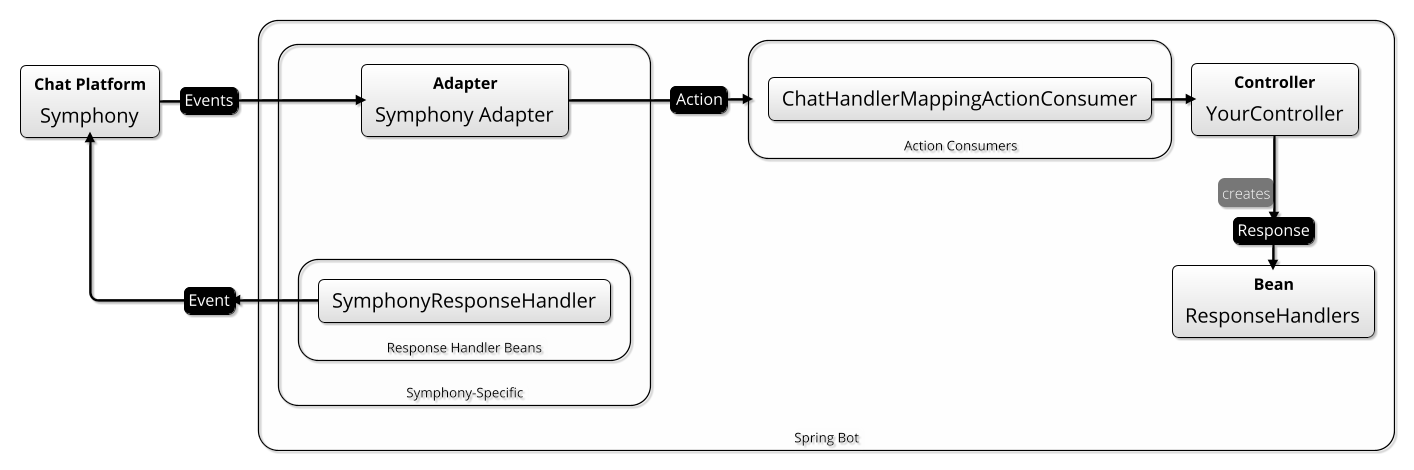 Chat Platform
Symphony
Events
Adapter
Symphony Adapter
Action
ChatHandlerMappingActionConsumer
Action Consumers
Controller
YourController
creates
Response
Bean
ResponseHandlers
Event
SymphonyResponseHandler
Response Handler Beans
Symphony-Specific
Spring Bot